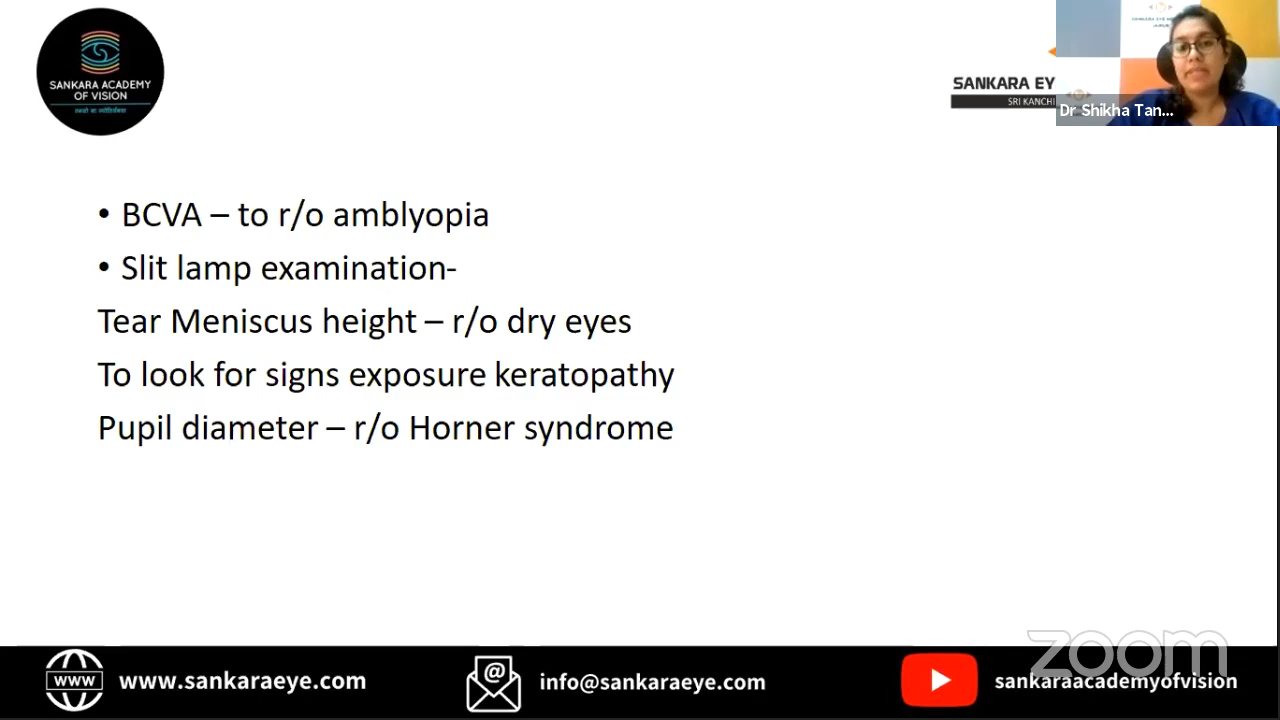 SANKARA ACADEMY
OF VISION
SANKARA EY
SRI KANCHI
Dr Shikha Tan...
• BCVA – to r/o amblyopia
• Slit lamp examination-
Tear Meniscus height – r/o dry eyes
To look for signs exposure keratopathy
Pupil diameter – r/o Horner syndrome
zoom
www
www.sankaraeye.com
@
info@sankaraeye.com
sankaraacademyofvision